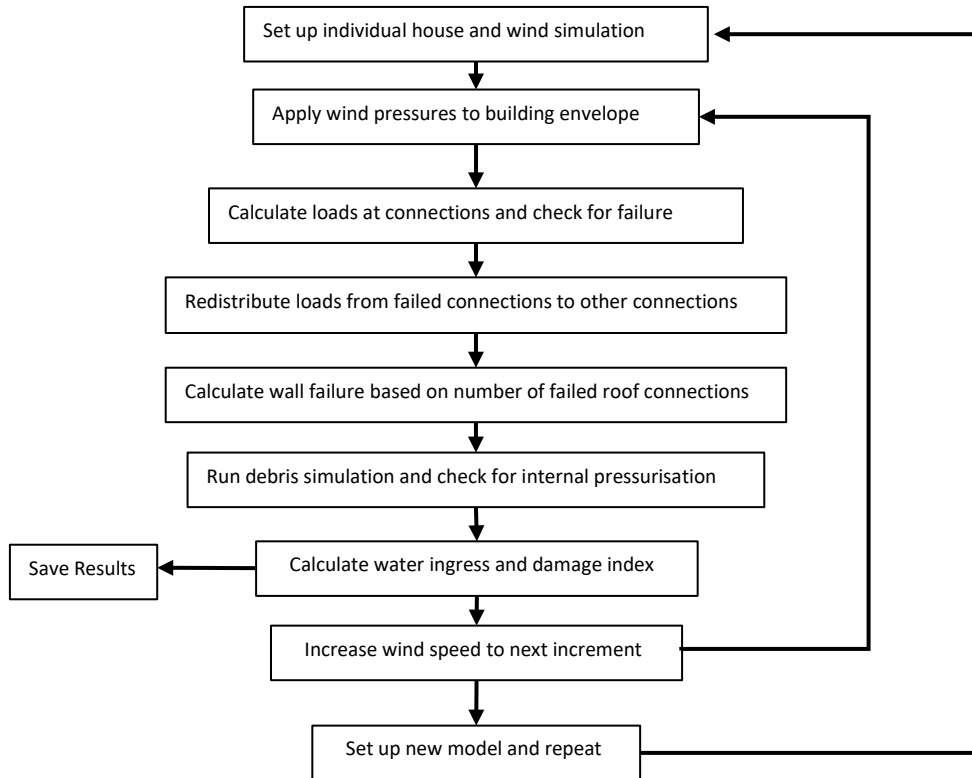 Set up individual house and wind simulation
Apply wind pressures to building envelope
Calculate loads at connections and check for failure
Redistribute loads from failed connections to other connections
Calculate wall failure based on number of failed roof connections
Run debris simulation and check for internal pressurisation
Save Results
Calculate water ingress and damage index
Increase wind speed to next increment
Set up new model and repeat